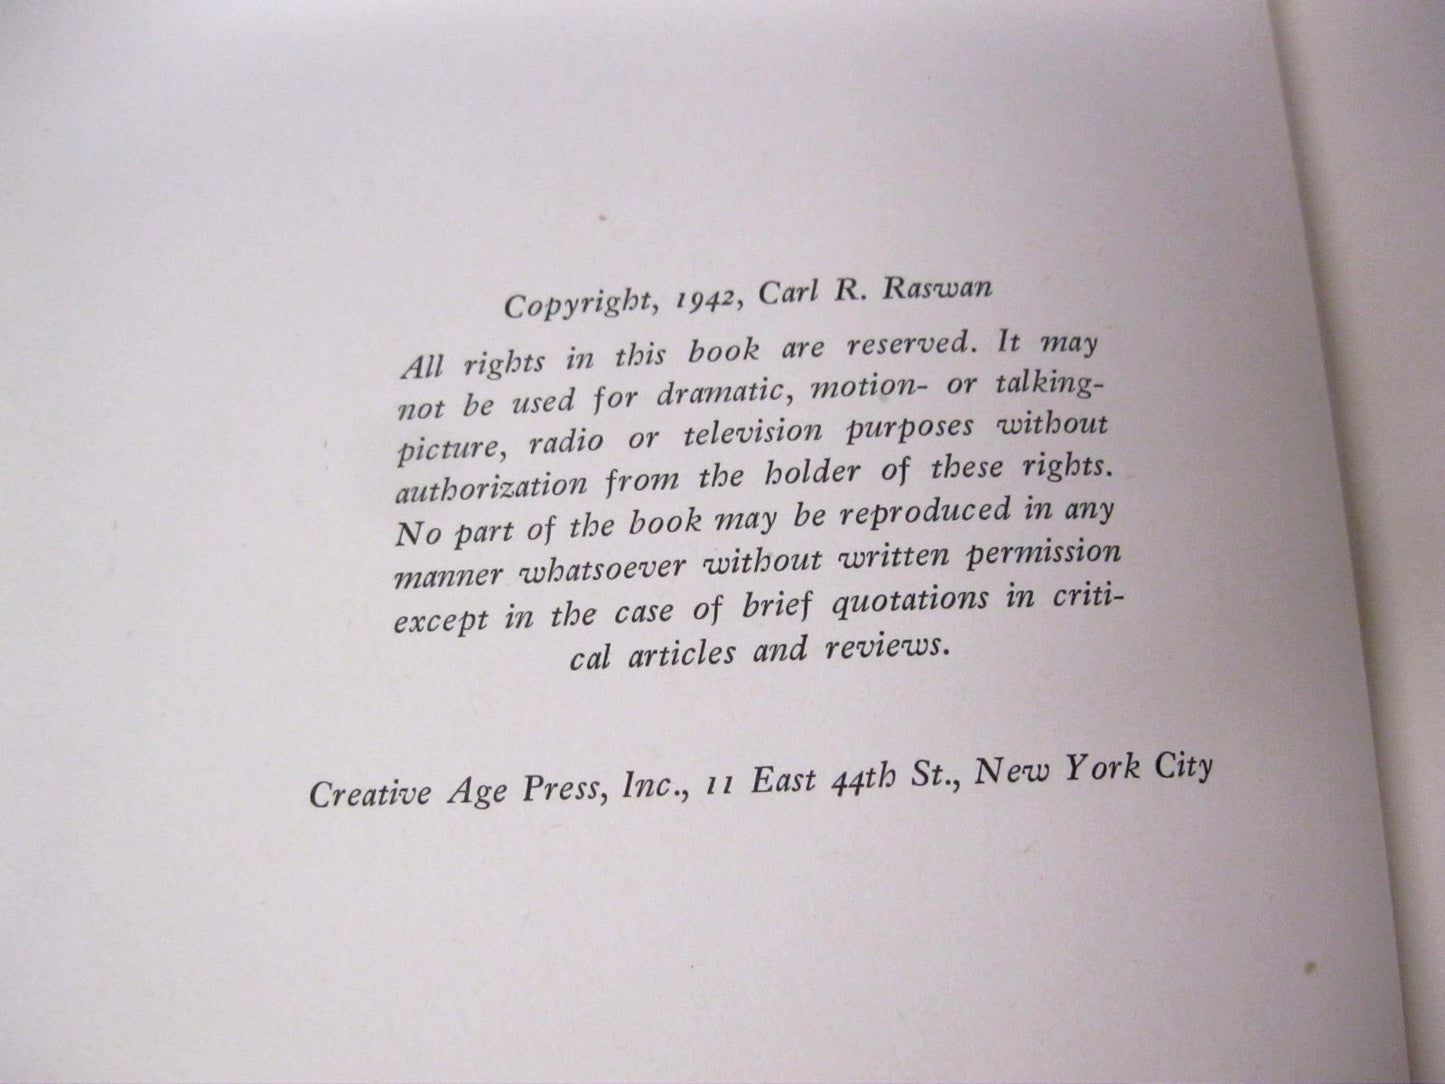 Copyright, 1942, Carl R. Raswan
All rights in this book are reserved. It may
not be used for dramatic, motion- or talking-
picture, radio or television purposes without
authorization from the holder of these rights.
No part of the book may be reproduced in any
manner whatsoever without written permission
except in the case of brief quotations in criti-
cal articles and reviews.
Creative Age Press, Inc., 11 East 44th St., New York City